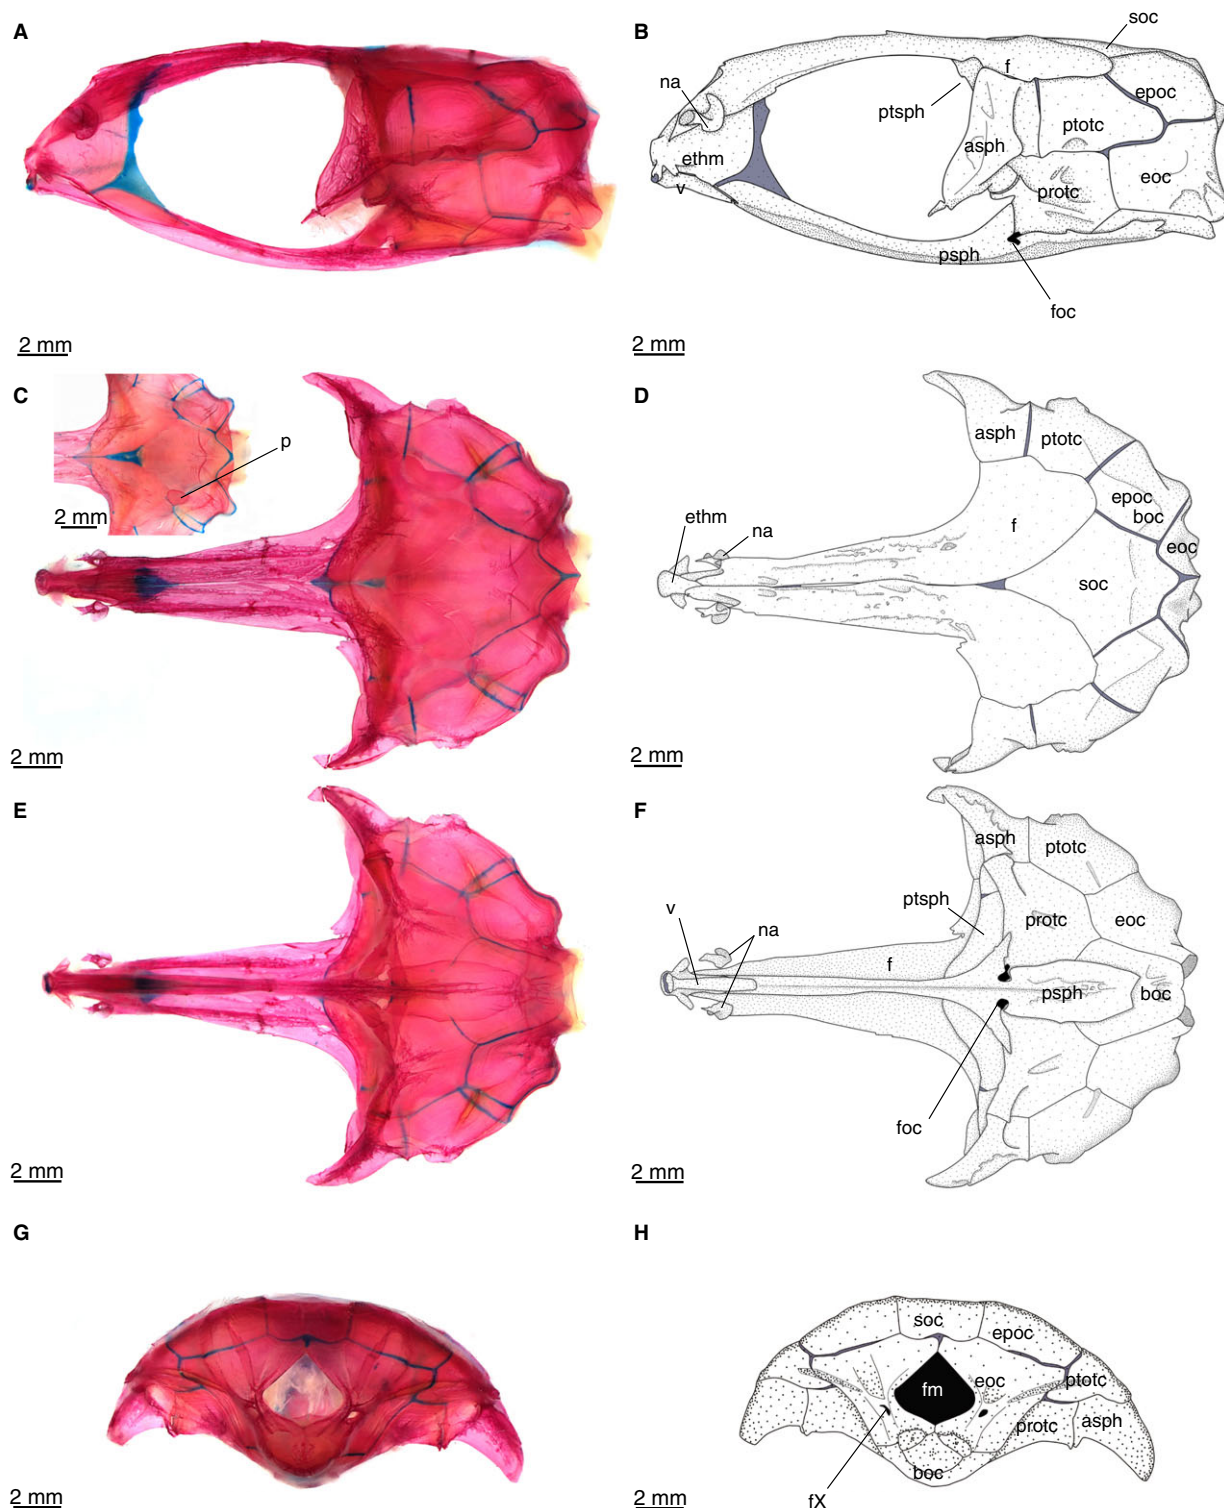 A
2 mm
B
soc
f
na
ptsph
epoc
ptotc
asph
ethm
v
eoc
protc
psph
foc
2 mm
C
p
2 mm
ethm
na
2 mm
D
asph
ptotc
epoc
boc
f
eoc
soc
2 mm
E
2 mm
F
asph
ptotc
ptsph
v
na
protc
eoc
f
psph
boc
foc
2 mm
G
2 mm
H
soc
epoc
eoc
ptotc
fm
protc
asph
boc
fX
2 mm